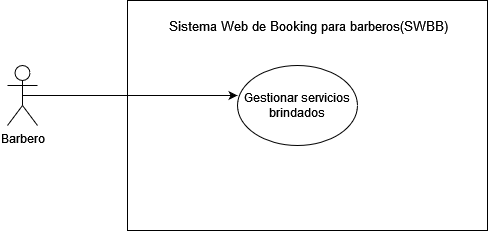 Sistema Web de Booking para barberos(SWBB)
Gestionar servicios
brindados
Barbero